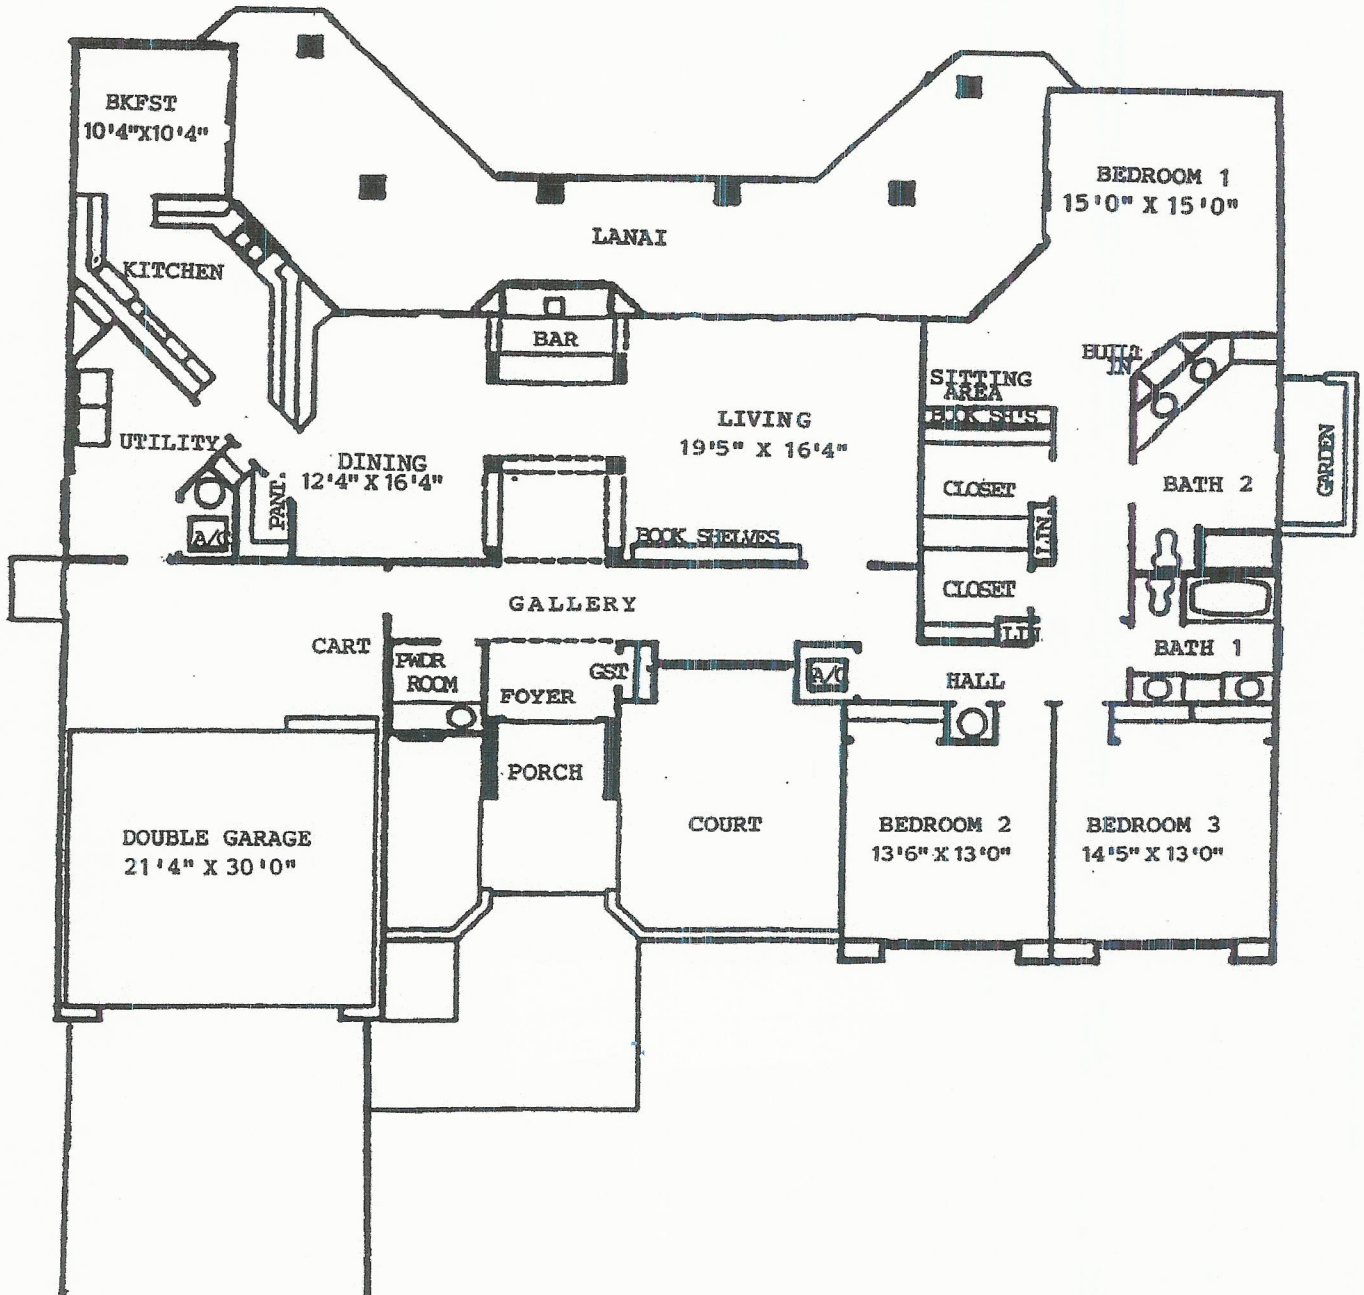 BKFST
10'4"X10'4"
BEDROOM 1
15'0" X 15'0"
LANAI
KITCHEN
BAR
BUILT
IN
SITTING
AREA
BOOK SH'S
LIVING
19'5" X 16'4"
UTILITY
DINING
12'4" X 16'4"
PANT.
A/C
BOOK SHELVES
CLOSET
LIN.
BATH 2
GARDEN
CLOSET
LIN.
GALLERY
CART
PWDR
ROOM
FOYER
GST
A/C
HALL
BATH 1
PORCH
COURT
DOUBLE GARAGE
21'4" X 30'0"
BEDROOM 2
13'6" X 13'0"
BEDROOM 3
14'5" X 13'0"